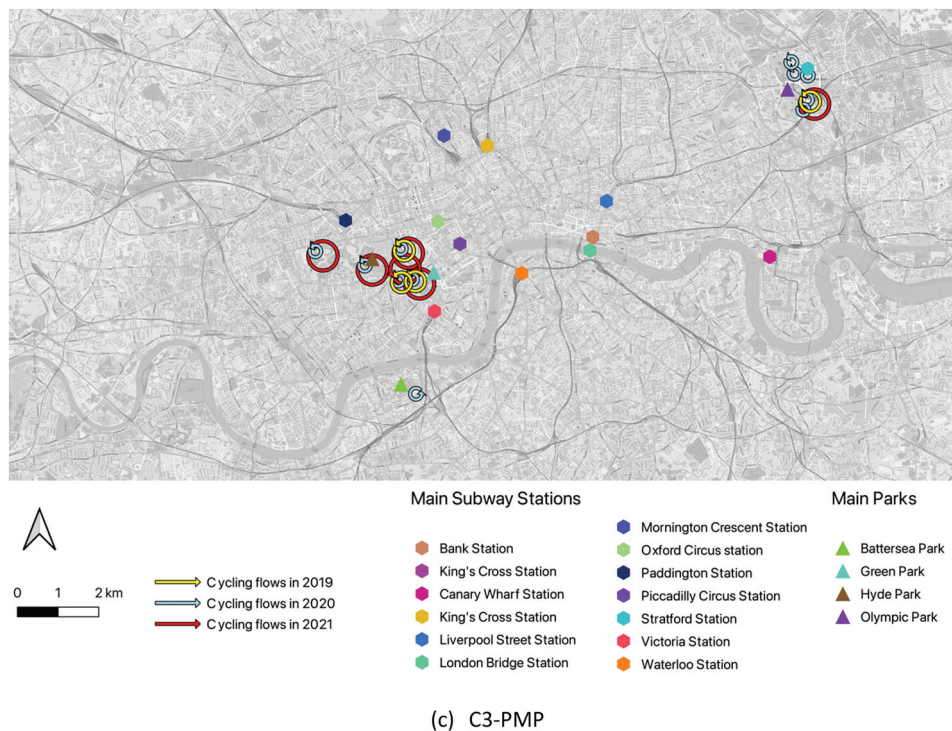 Main Subway Stations
Main Parks
Bank Station
King's Cross Station
Canary Wharf Station
King's Cross Station
Liverpool Street Station
London Bridge Station
Mornington Crescent Station
Oxford Circus station
Paddington Station
Piccadilly Circus Station
Stratford Station
Victoria Station
Waterloo Station
Battersea Park
Green Park
Hyde Park
Olympic Park
0 1 2 km
Cycling flows in 2019
Cycling flows in 2020
Cycling flows in 2021
(c) C3-PMP